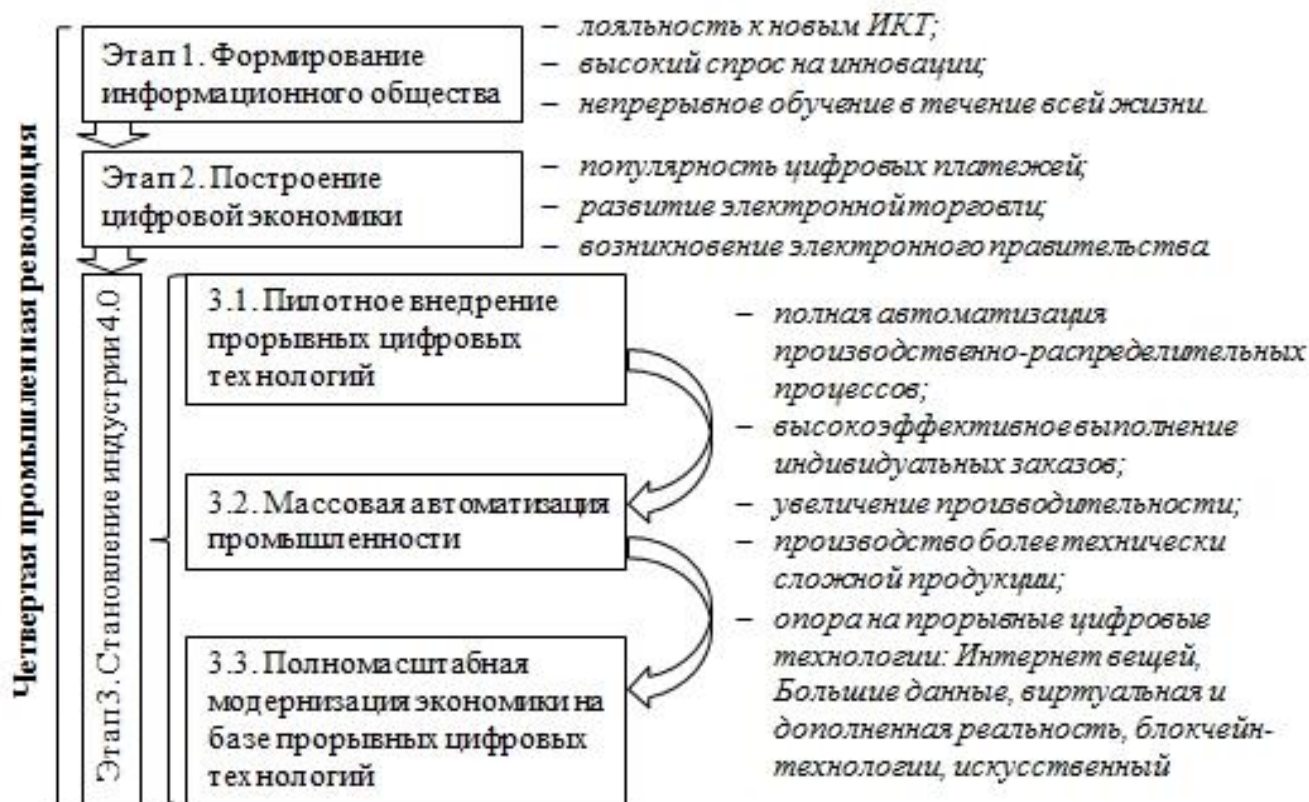 Четвертая промышленная революция
Этап 1. Формирование
информационного общества
– лояльность к новым ИКТ;
– высокий спрос на инновации;
– непрерывное обучение в течение всей жизни.
Этап 2. Построение
цифровой экономики
– популярность цифровых платежей;
– развитие электронной торговли;
– возникновение электронного правительства
Этап 3. Становление индустрии 4.0
3.1. Пилотное внедрение
прорывных цифровых
технологий
3.2. Массовая автоматизация
промышленности
3.3. Полномасштабная
модернизация экономики на
базе прорывных цифровых
технологий
– полная автоматизация
производственно-распределительных
процессов;
– высокоэффективное выполнение
индивидуальных заказов;
– увеличение производительности;
– производство более технически
сложной продукции;
– опора на прорывные цифровые
технологии: Интернет вещей,
Большие данные, виртуальная и
дополненная реальность, блокчейн-
технологии, искусственный